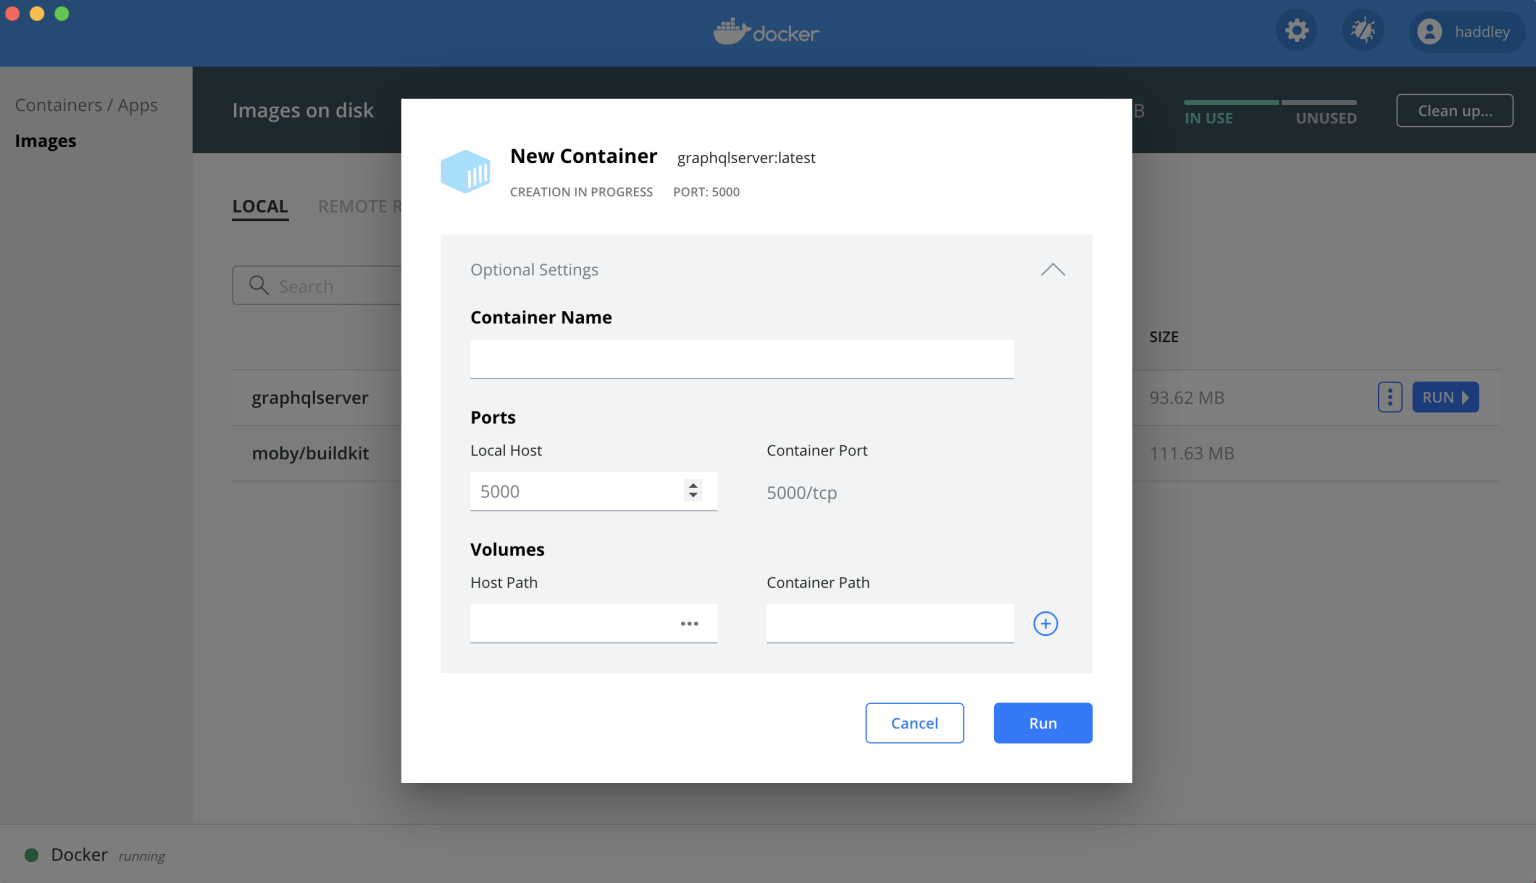 docker
haddley
Containers / Apps
Images
Images on disk
B
IN USE
UNUSED
Clean up...
LOCAL
REMOTE R
Search
SIZE
graphqlserver
93.62 MB
RUN
moby/buildkit
111.63 MB
New Container graphqlserver:latest
CREATION IN PROGRESS PORT: 5000
Optional Settings
Container Name
Ports
Local Host
Container Port
5000
5000/tcp
Volumes
Host Path
Container Path
Cancel
Run
Docker running